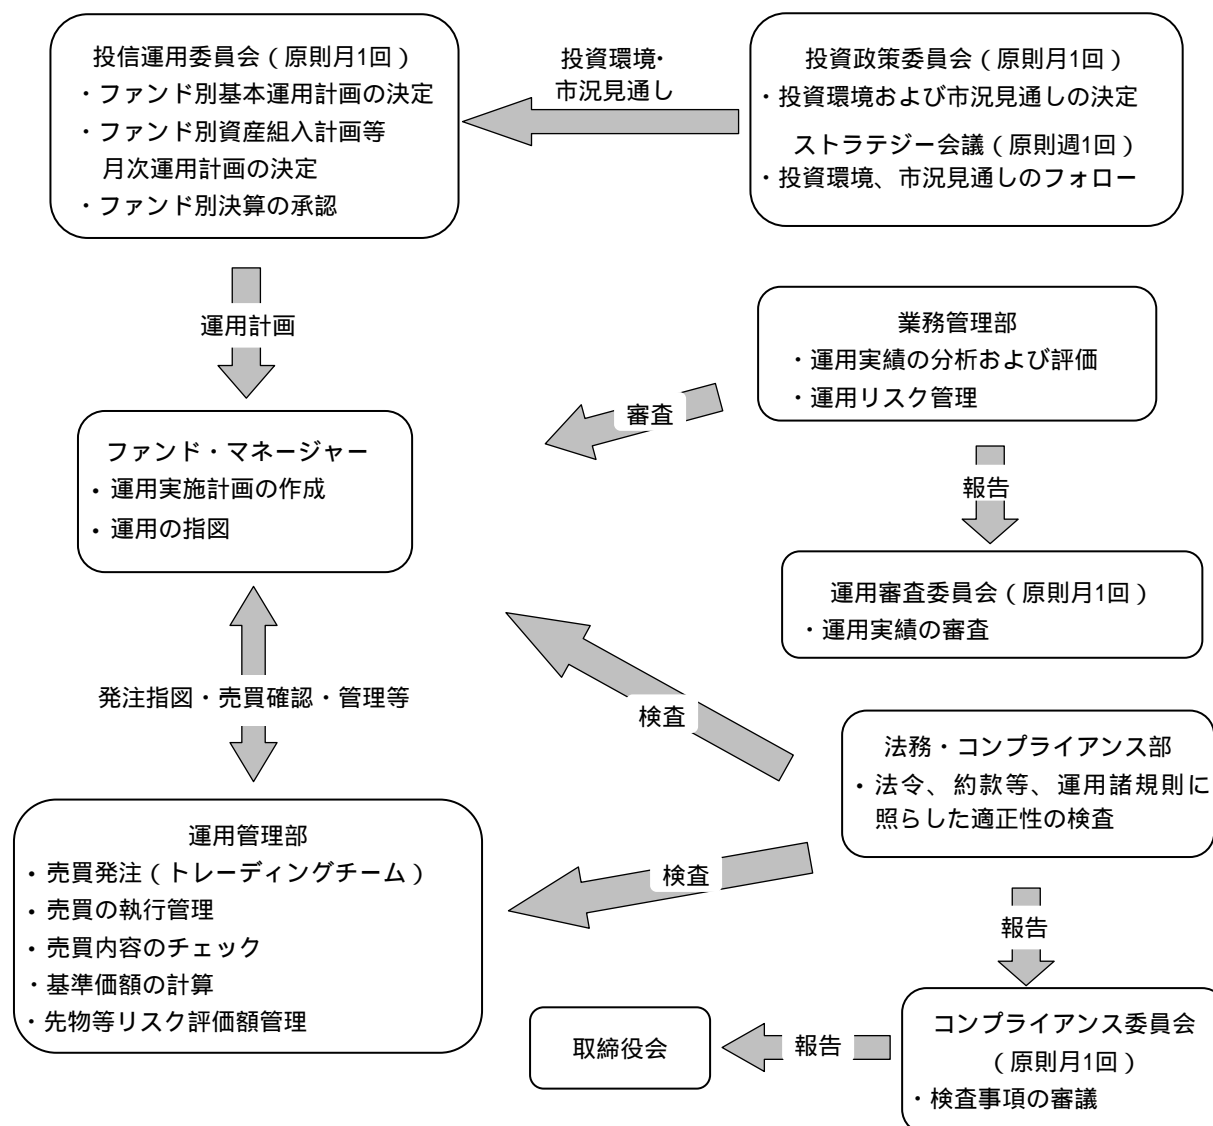 投信運用委員会（原則月1回）
・ファンド別基本運用計画の決定
・ファンド別資産組入計画等
月次運用計画の決定
・ファンド別決算の承認
投資環境・
市況見通し
投資政策委員会（原則月1回）
・投資環境および市況見通しの決定
ストラテジー会議（原則週1回）
・投資環境、市況見通しのフォロー
運用計画
業務管理部
・運用実績の分析および評価
・運用リスク管理
審査
ファンド・マネージャー
・運用実施計画の作成
・運用の指図
報告
運用審査委員会（原則月1回）
・運用実績の審査
発注指図・売買確認・管理等
検査
法務・コンプライアンス部
・法令、約款等、運用諸規則に
照らした適正性の検査
運用管理部
・売買発注（トレーディングチーム）
・売買の執行管理
・売買内容のチェック
・基準価額の計算
・先物等リスク評価額管理
検査
報告
コンプライアンス委員会
（原則月1回）
・検査事項の審議
報告
取締役会